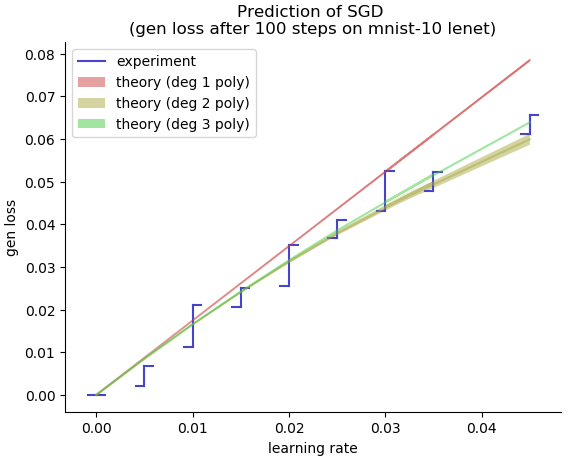 Prediction of SGD
(gen loss after 100 steps on mnist-10 lenet)
experiment
theory (deg 1 poly)
theory (deg 2 poly)
theory (deg 3 poly)
gen loss
0.08
0.07
0.06
0.05
0.04
0.03
0.02
0.01
0.00
0.00 0.01 0.02 0.03 0.04
learning rate